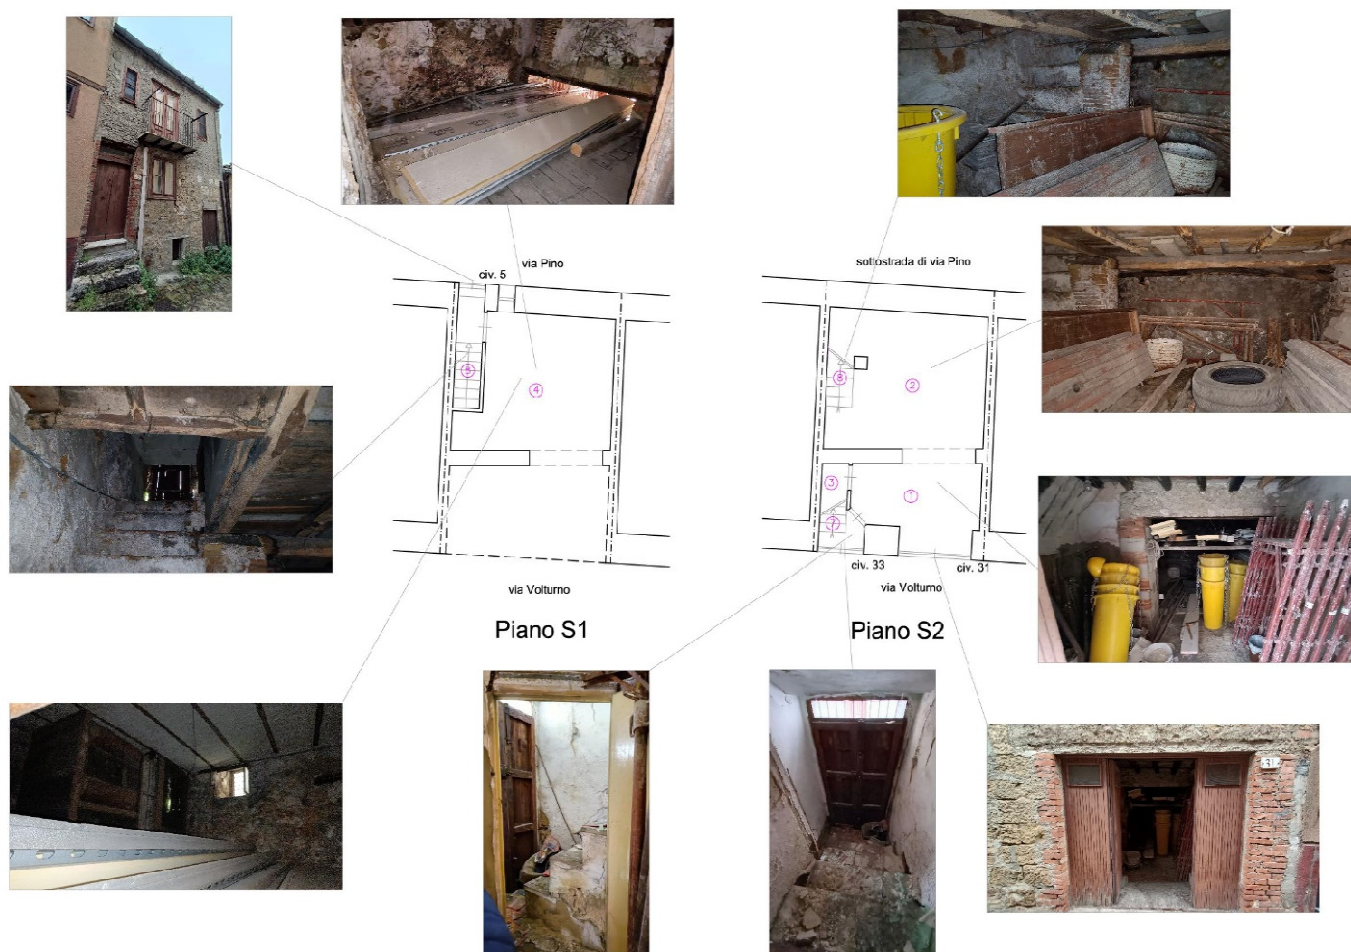 via Pino
civ. 5
5
4
via Volturno
Piano S1
sottostrada di via Pino
8
2
3
1
7
civ. 33
civ. 31
via Volturno
Piano S2
31